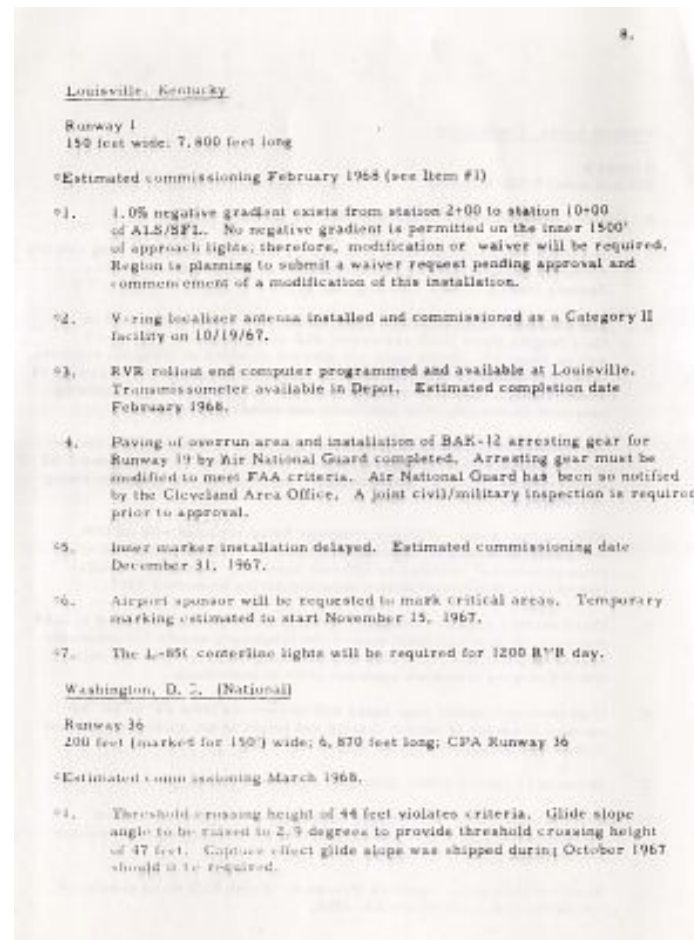 8.
Louisville, Kentucky
Runway 1
150 feet wide; 7,800 feet long
*Estimated commissioning February 1968 (see Item #1)
*1. 1.0% negative gradient exists from station 2+00 to station 10+00
of ALS/SFL. No negative gradient is permitted on the inner 1500'
of approach lights; therefore, modification or waiver will be required.
Region is planning to submit a waiver request pending approval and
commencement of a modification of this installation.
*2. V-ring localizer antenna installed and commissioned as a Category II
facility on 10/19/67.
*3. RVR rollout end computer programmed and available at Louisville.
Transmissometer available in Depot. Estimated completion date
February 1968.
4. Paving of overrun area and installation of BAK-12 arresting gear for
Runway 19 by Air National Guard completed. Arresting gear must be
modified to meet FAA criteria. Air National Guard has been so notified
by the Cleveland Area Office. A joint civil/military inspection is required
prior to approval.
*5. Inner marker installation delayed. Estimated commissioning date
December 31, 1967.
*6. Airport sponsor will be requested to mark critical areas. Temporary
marking estimated to start November 15, 1967.
*7. The L-850 centerline lights will be required for 1200 RVR day.
Washington, D. C. (National)
Runway 36
200 feet (market for 150') wide; 6,870 feet long; CPA Runway 36
*Estimated commissioning March 1968.
*1. Threshold crossing height of 44 feet violates criteria. Glide slope
angle to be raised to 2.9 degrees to provide threshold crossing height
of 47 feet. Capture effect glide slope was shipped during October 1967
should it be required.